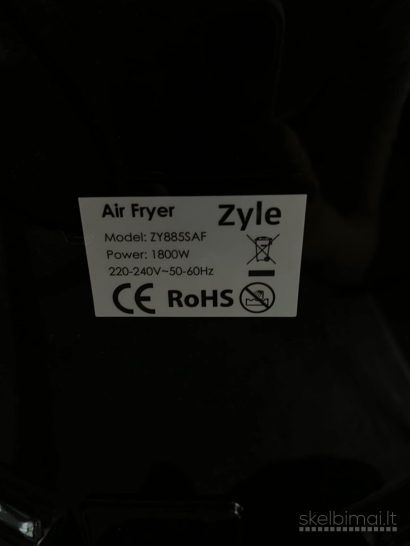 Air Fryer
Zyle
Model: ZY885SAF
Power: 1800W
220-240V~50-60Hz
CE RoHS
skelbimai.lt